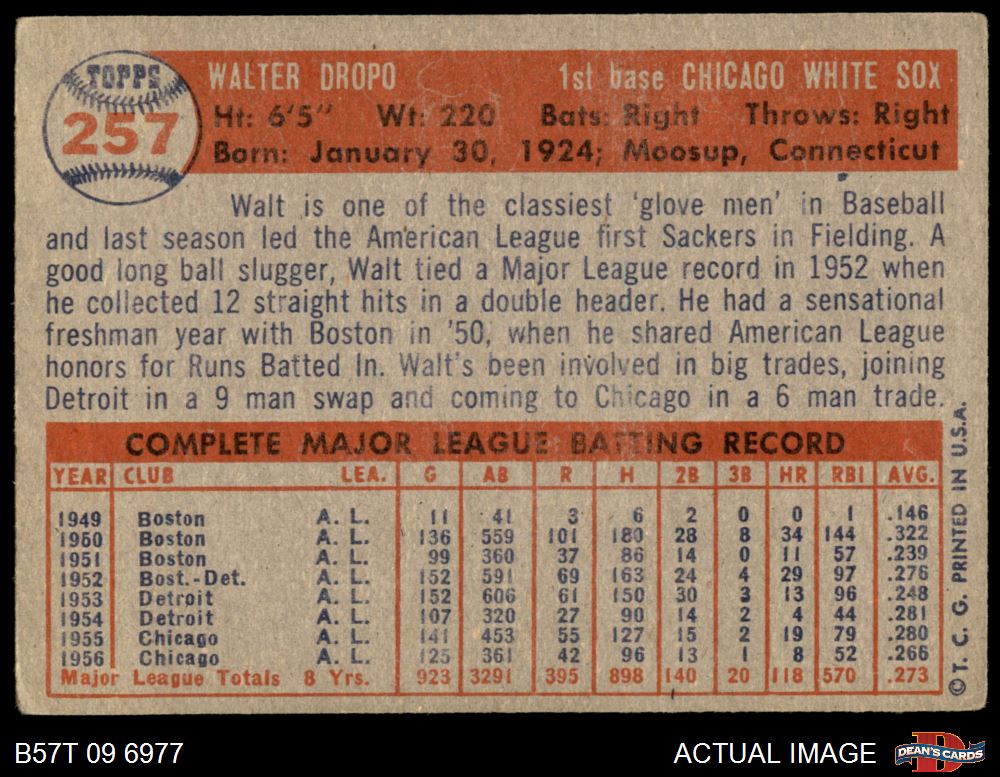 TOPPS
257
WALTER DROPO 1st base CHICAGO WHITE SOX
Ht: 6'5" Wt: 220 Bats: Right Throws: Right
Born: January 30, 1924; Moosup, Connecticut
Walt is one of the classiest 'glove men' in Baseball
and last season led the American League first Sackers in Fielding. A
good long ball slugger, Walt tied a Major League record in 1952 when
he collected 12 straight hits in a double header. He had a sensational
freshman year with Boston in '50, when he shared American League
honors for Runs Batted In. Walt's been involved in big trades, joining
Detroit in a 9 man swap and coming to Chicago in a 6 man trade.
COMPLETE MAJOR LEAGUE BATTING RECORD
YEAR CLUB LEA. G AB R H 2B 3B HR RBI AVG.
1949 Boston A. L. 11 41 3 6 2 0 0 1 .146
1950 Boston A. L. 136 559 101 180 28 8 34 144 .322
1951 Boston A. L. 99 360 37 86 14 0 11 57 .239
1952 Bost.-Det. A. L. 152 591 69 163 24 4 29 97 .276
1953 Detroit A. L. 152 606 61 150 30 3 13 96 .248
1954 Detroit A. L. 107 320 27 90 14 2 4 44 .281
1955 Chicago A. L. 141 453 55 127 15 2 19 79 .280
1956 Chicago A. L. 125 361 42 96 13 1 8 52 .266
Major League Totals 8 Yrs. 923 3291 395 898 140 20 118 570 .273
© T. C. G. PRINTED IN U.S.A.
B57T 09 6977 ACTUAL IMAGE DEAN'S CARDS